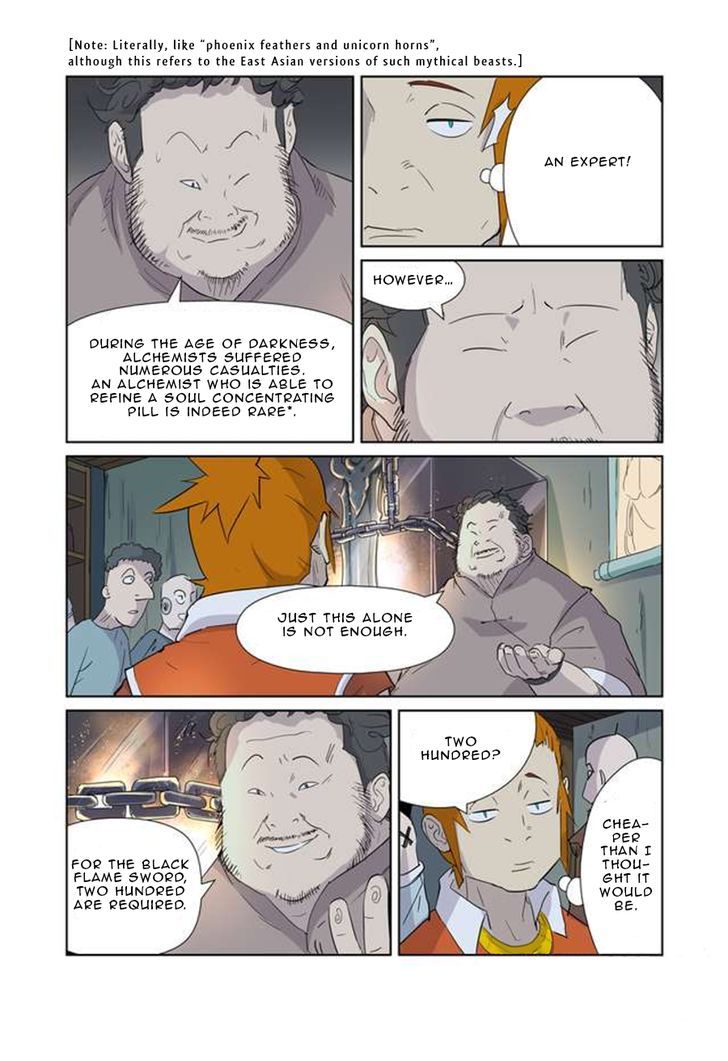 [Note: Literally, like “phoenix feathers and unicorn horns”,
although this refers to the East Asian versions of such mythical beasts.]
DURING THE AGE OF DARKNESS,
ALCHEMISTS SUFFERED
NUMEROUS CASUALTIES.
AN ALCHEMIST WHO IS ABLE TO
REFINE A SOUL CONCENTRATING
PILL IS INDEED RARE*.
AN EXPERT!
HOWEVER...
JUST THIS ALONE
IS NOT ENOUGH.
FOR THE BLACK
FLAME SWORD,
TWO HUNDRED
ARE REQUIRED.
TWO
HUNDRED?
CHEA-
PER
THAN I
THOU-
GHT IT
WOULD
BE.